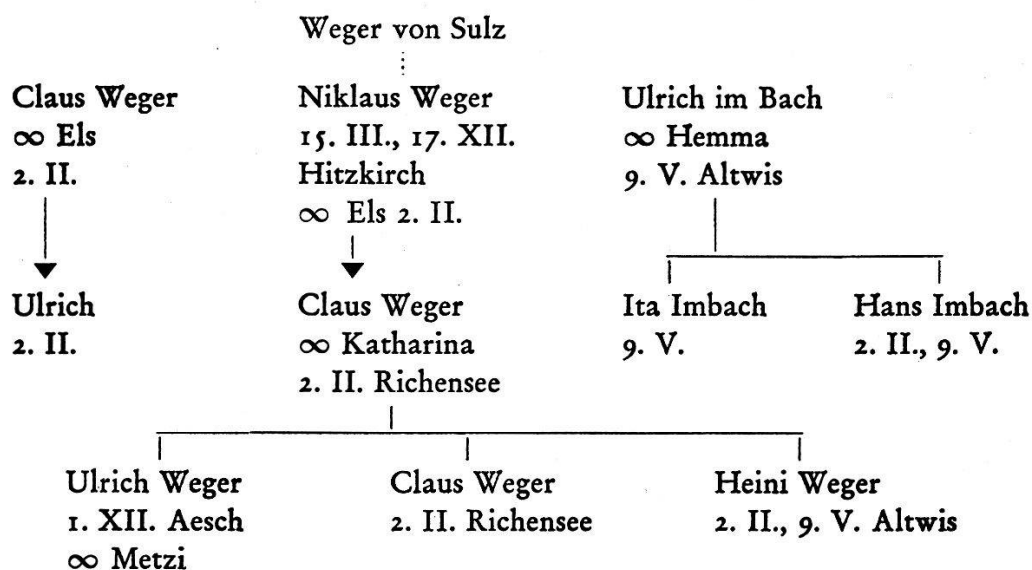 Weger von Sulz
Claus Weger
∞ Els
2. II.
Niklaus Weger
15. III., 17. XII.
Hitzkirch
∞ Els 2. II.
Ulrich im Bach
∞ Hemma
9. V. Altwis
Ulrich
2. II.
Claus Weger
∞ Katharina
2. II. Richensee
Ita Imbach
9. V.
Hans Imbach
2. II., 9. V.
Ulrich Weger
1. XII. Aesch
∞ Metzi
Claus Weger
2. II. Richensee
Heini Weger
2. II., 9. V. Altwis